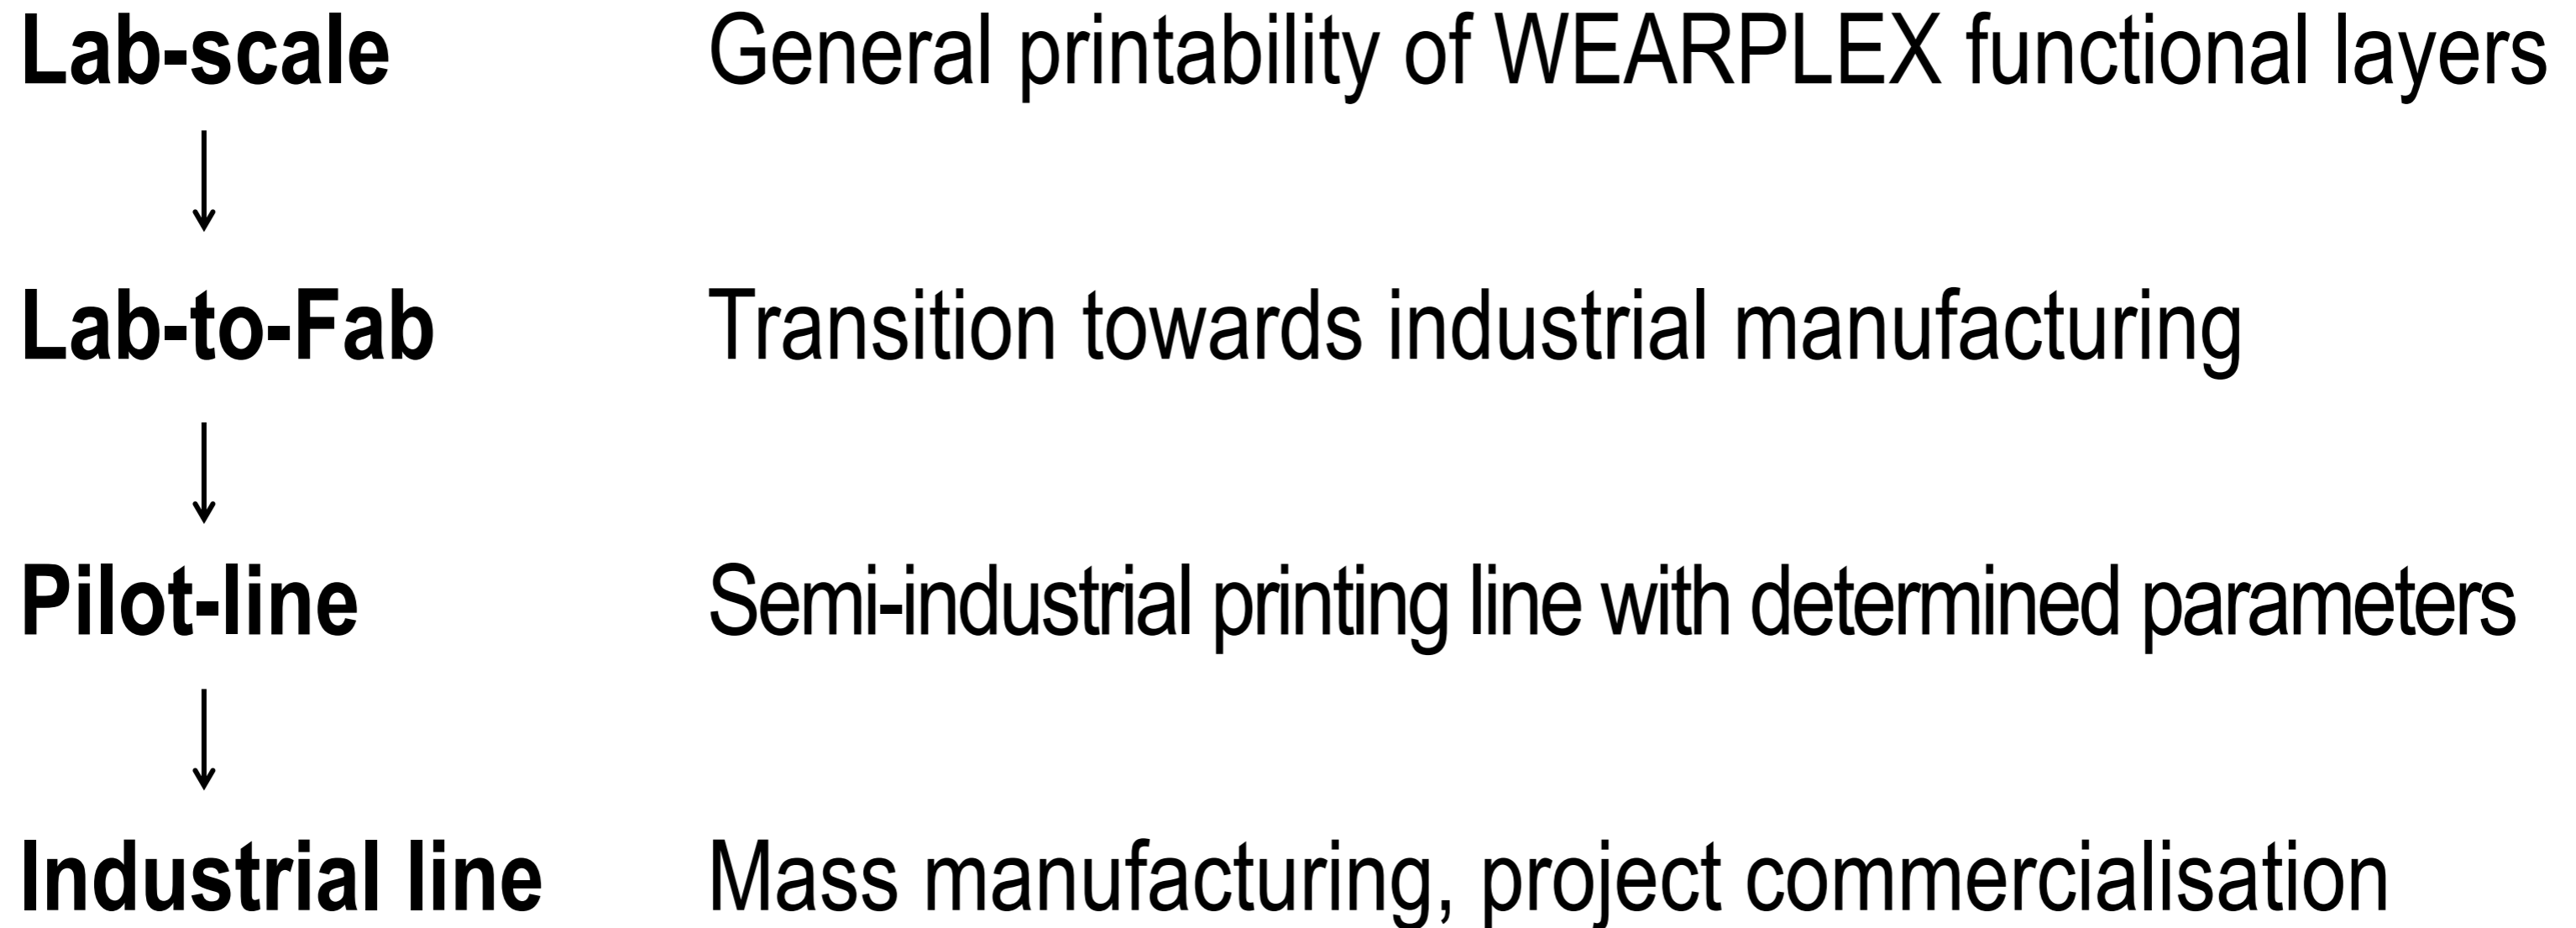 Lab-scale General printability of WEARPLEX functional layers
Lab-to-Fab Transition towards industrial manufacturing
Pilot-line Semi-industrial printing line with determined parameters
Industrial line Mass manufacturing, project commercialisation